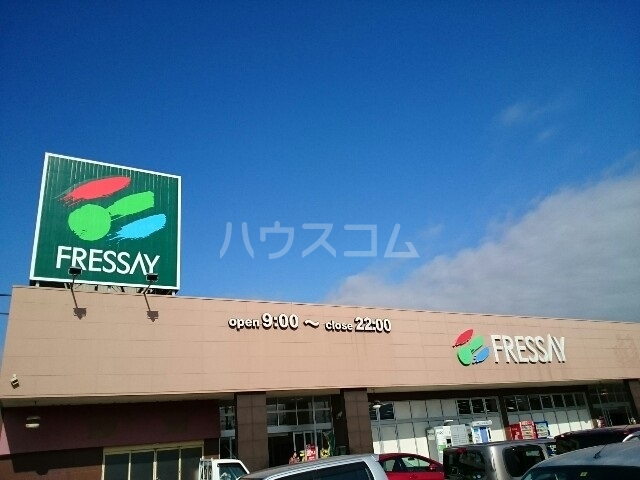 FRESSAY
ハウスコム
open 9:00 ～ close 22:00
FRESSAY